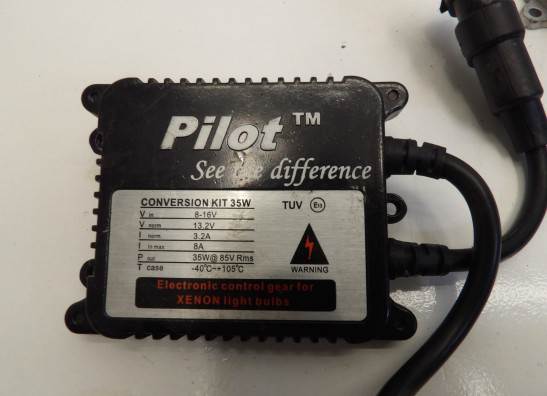 Pilot™
See the difference
CONVERSION KIT 35W
V in 8-16V
V norm 13.2V
I norm 3.2A
I in max 8A
P out 35W@ 85V Rms
T case -40℃~+105℃
TUV
WARNING
Electronic control gear for
XENON light bulbs